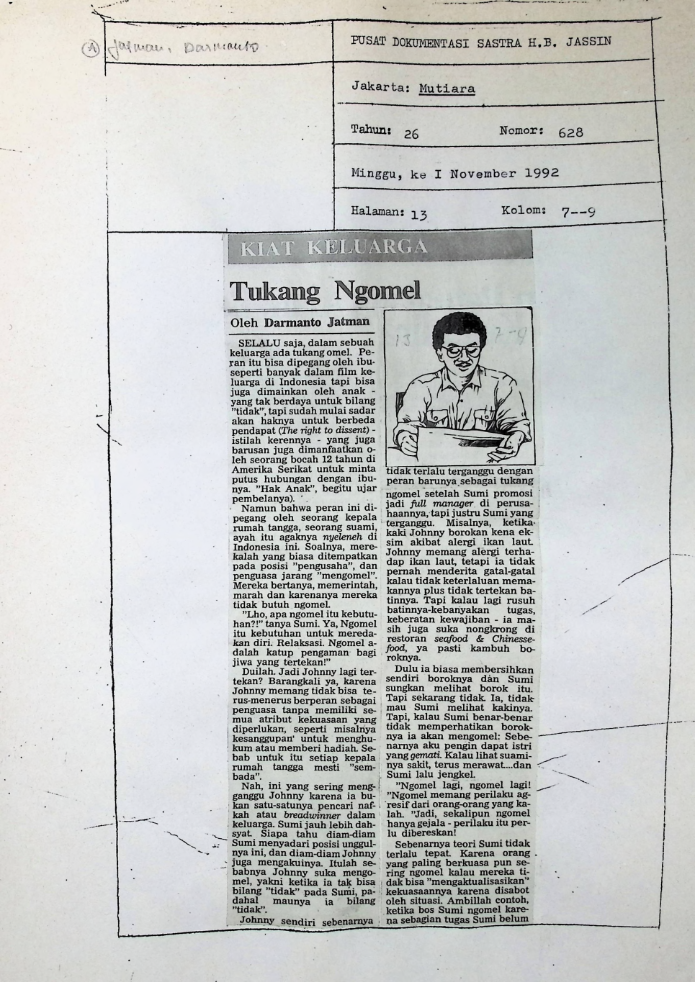 Jatman, Darmanto
PUSAT DOKUMENTASI SASTRA H.B. JASSIN
Jakarta: Mutiara
Tahun: 26 Nomor: 628
Minggu, ke I November 1992
Halaman: 13 Kolom: 7--9
KIAT KELUARGA
Tukang Ngomel
Oleh Darmanto Jatman
SELALU saja, dalam sebuah
keluarga ada tukang omel. Pe-
ran itu bisa dipegang oleh ibu-
seperti banyak dalam film ke-
luarga di Indonesia tapi bisa
juga dimainkan oleh anak -
yang tak berdaya untuk bilang
"tidak", tapi sudah mulai sadar
akan haknya untuk berbeda
pendapat (The right to dissent) -
istilah kerennya - yang juga
barusan juga dimanfaatkan o-
leh seorang bocah 12 tahun di
Amerika Serikat untuk minta
putus hubungan dengan ibu-
nya. "Hak Anak", begitu ujar
pembelanya).
Namun bahwa peran ini di-
pegang oleh seorang kepala
rumah tangga, seorang suami,
ayah itu agaknya nyeleneh di
Indonesia ini. Soalnya, mere-
kalah yang biasa ditempatkan
pada posisi "pengusaha", dan
penguasa jarang "mengomel".
Mereka bertanya, memerintah,
marah dan karenanya mereka
tidak butuh ngomel.
"Lho, apa ngomel itu kebutu-
han?!" tanya Sumi. Ya, Ngomel
itu kebutuhan untuk mereda-
kan diri. Relaksasi. Ngomel a-
dalah katup pengaman bagi
jiwa yang tertekan!"
Duilah. Jadi Johnny lagi ter-
tekan? Barangkali ya, karena
Johnny memang tidak bisa te-
rus-menerus berperan sebagai
penguasa tanpa memiliki se-
mua atribut kekuasaan yang
diperlukan, seperti misalnya
kesanggupan untuk menghu-
kum atau memberi hadiah. Se-
bab untuk itu setiap kepala
rumah tangga mesti "sem-
bada".
Nah, ini yang sering meng-
ganggu Johnny karena ia bu-
kan satu-satunya pencari naf-
kah atau breadwinner dalam
keluarga. Sumi jauh lebih dah-
syat. Siapa tahu diam-diam
Sumi menyadari posisi unggul-
nya ini, dan diam-diam Johnny
juga mengakuinya. Itulah se-
babnya Johnny suka mengo-
mel, yakni ketika ia tak bisa
bilang "tidak" pada Sumi, pa-
dahal maunya ia bilang
"tidak".
Johnny sendiri sebenarnya
13 7-9
tidak terlalu terganggu dengan
peran barunya sebagai tukang
ngomel setelah Sumi promosi
jadi full manager di perusa-
haannya, tapi justru Sumi yang
terganggu. Misalnya, ketika
kaki Johnny borokan kena ek-
sim akibat alergi ikan laut.
Johnny memang alergi terha-
dap ikan laut, tetapi ia tidak
pernah menderita gatal-gatal
kalau tidak keterlaluan mema-
kannya plus tidak tertekan ba-
tinnya. Tapi kalau lagi rusuh
batinnya-kebanyakan tugas,
keberatan kewajiban - ia ma-
sih juga suka nongkrong di
restoran seafood & Chinesse-
food, ya pasti kambuh bo-
roknya.
Dulu ia biasa membersihkan
sendiri boroknya dan Sumi
sungkan melihat borok itu.
Tapi sekarang tidak. Ia, tidak
mau Sumi melihat kakinya.
Tapi, kalau Sumi benar-benar
tidak memperhatikan borok-
nya ia akan mengomel: Sebe-
narnya aku pengin dapat istri
yang gemati. Kalau lihat suami-
nya sakit, terus merawat....dan
Sumi lalu jengkel.
"Ngomel lagi, ngomel lagi!
"Ngomel memang perilaku ag-
resif dari orang-orang yang ka-
lah. "Jadi, sekalipun ngomel
hanya gejala - perilaku itu per-
lu dibereskan!
Sebenarnya teori Sumi tidak
terlalu tepat. Karena orang
yang paling berkuasa pun se-
ring ngomel kalau mereka ti-
dak bisa "mengaktualisasikan"
kekuasaannya karena disabot
oleh situasi. Ambillah contoh,
ketika bos Sumi ngomel kare-
na sebagian tugas Sumi belum